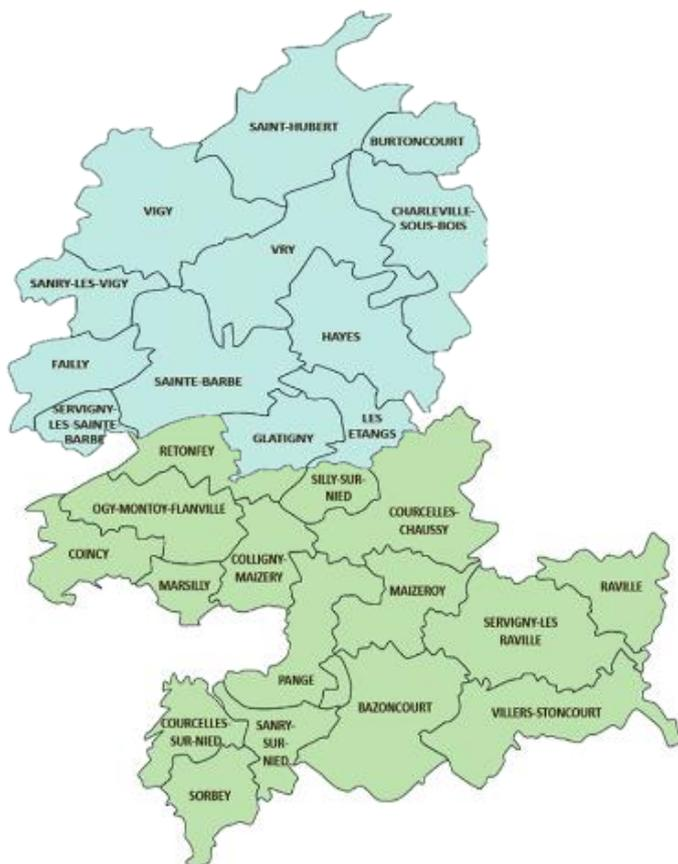 SAINT-HUBERT
BURTONCOURT
VIGY
CHARLEVILLE-
SOUS-BOIS
VRY
SANRY-LES-VIGY
HAYES
FAILLY
SAINTE-BARBE
SERVIGNY-
LES-SAINTE
BARBE
LES
ETANGS
GLATIGNY
RETONFEY
SILLY-SUR-
NIED
OGY-MONTOY-FLANVILLE
COURCELLES-
CHAUSSY
COINCY
COLLIGNY-
MAIZERY
MARSILLY
MAIZEROY
RAVILLE
SERVIGNY-LES
RAVILLE
PANGE
BAZONCOURT
VILLERS-STONCOURT
COURCELLES-
SUR-NIED
SANRY-
SUR-
NIED
SORBEY